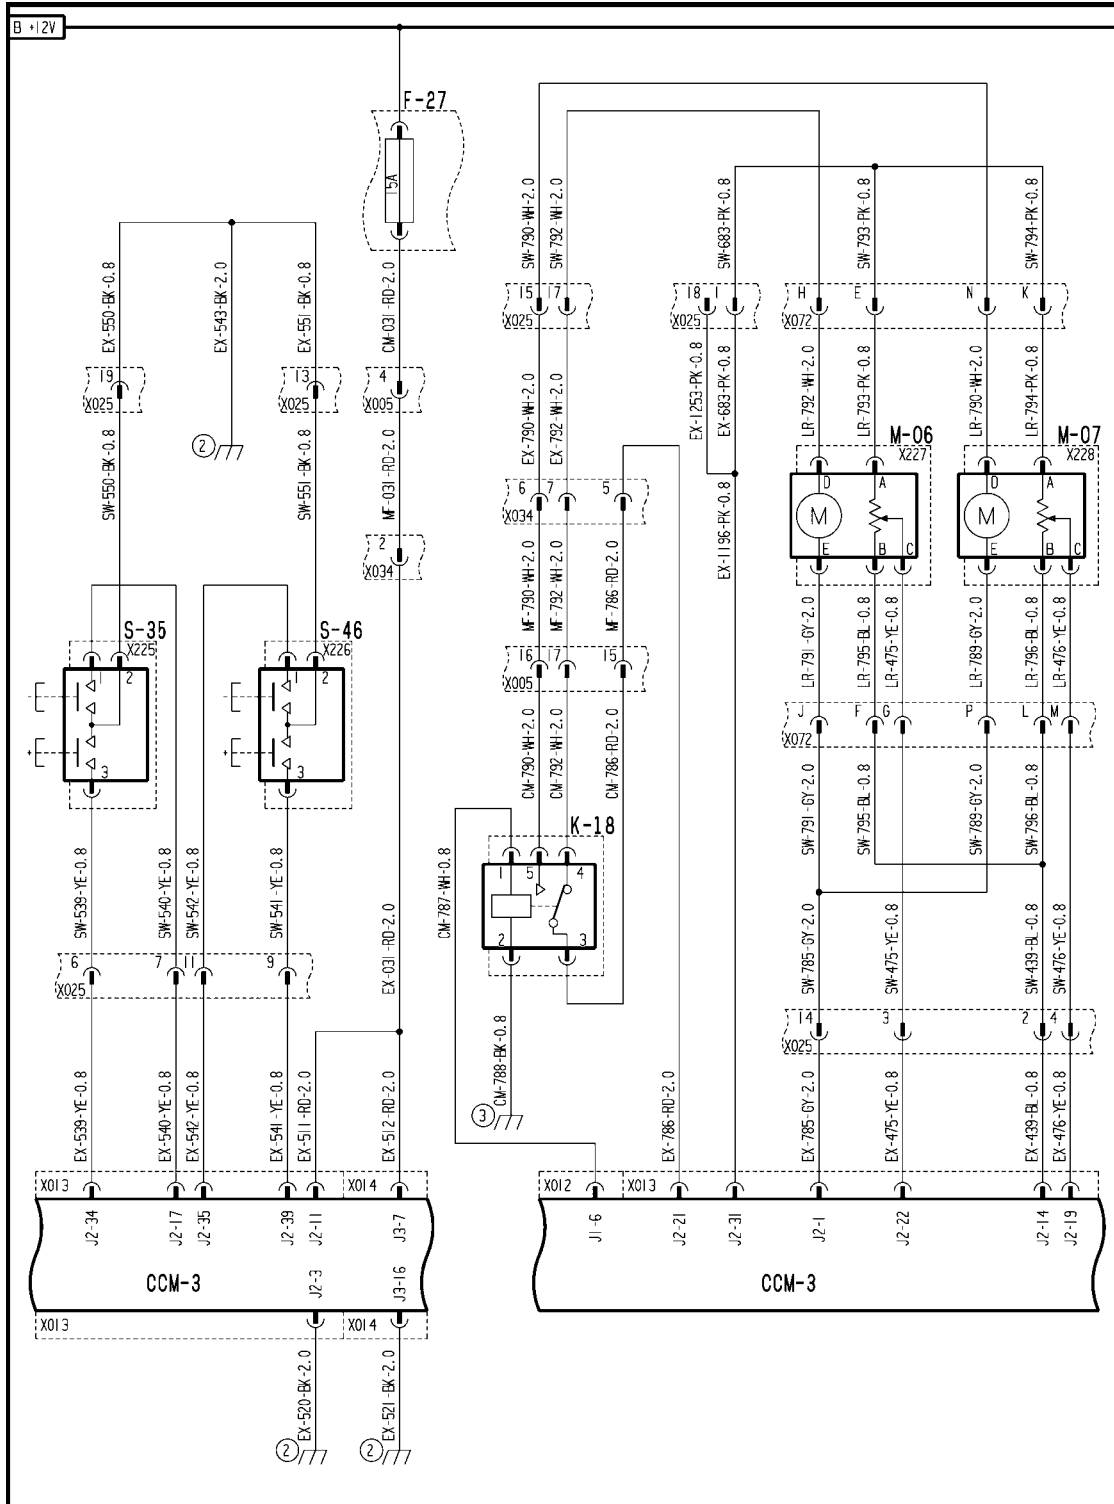 B +12V
F-27
15A
SW-790-WH-2.0
SW-792-WH-2.0
SW-683-PK-0.8
SW-793-PK-0.8
SW-794-PK-0.8
EX-550-BK-0.8
EX-543-BK-2.0
EX-551-BK-0.8
CM-031-RD-2.0
15 17
X025
18 1
X025
H E N K
X072
19
X025
13
X025
4
X005
EX-790-WH-2.0
EX-792-WH-2.0
EX-1253-PK-0.8
EX-683-PK-0.8
LR-792-WH-2.0
LR-793-PK-0.8
LR-790-WH-2.0
LR-794-PK-0.8
2
SW-550-BK-0.8
SW-551-BK-0.8
MF-031-RD-2.0
M-06
X227
M-07
X228
6 7 5
X034
2
X034
D A
M
E B C
D A
M
E B C
EX-1196-PK-0.8
MF-790-WH-2.0
MF-792-WH-2.0
MF-786-RD-2.0
LR-791-GY-2.0
LR-795-BL-0.8
LR-475-YE-0.8
LR-789-GY-2.0
LR-796-BL-0.8
LR-476-YE-0.8
S-35
X225
1 2
3
S-46
X226
1 2
3
16 17 15
X005
J F G P L M
X072
CM-790-WH-2.0
CM-792-WH-2.0
CM-786-RD-2.0
SW-791-GY-2.0
SW-795-BL-0.8
SW-789-GY-2.0
SW-796-BL-0.8
K-18
1 5 4
2 3
CM-787-WH-0.8
SW-539-YE-0.8
SW-540-YE-0.8
SW-542-YE-0.8
SW-541-YE-0.8
EX-031-RD-2.0
6 7 11 9
X025
SW-785-GY-2.0
SW-475-YE-0.8
SW-439-BL-0.8
SW-476-YE-0.8
14 3 2 4
X025
CM-788-BK-0.8
3
EX-539-YE-0.8
EX-540-YE-0.8
EX-542-YE-0.8
EX-541-YE-0.8
EX-511-RD-2.0
EX-512-RD-2.0
EX-786-RD-2.0
EX-785-GY-2.0
EX-475-YE-0.8
EX-439-BL-0.8
EX-476-YE-0.8
X013 X014
X012 X013
J2-34
J2-17
J2-35
J2-39
J2-11
J3-7
J1-6
J2-21
J2-31
J2-1
J2-22
J2-14
J2-19
CCM-3
J2-3
J3-16
CCM-3
X013 X014
EX-520-BK-2.0
EX-521-BK-2.0
2
2